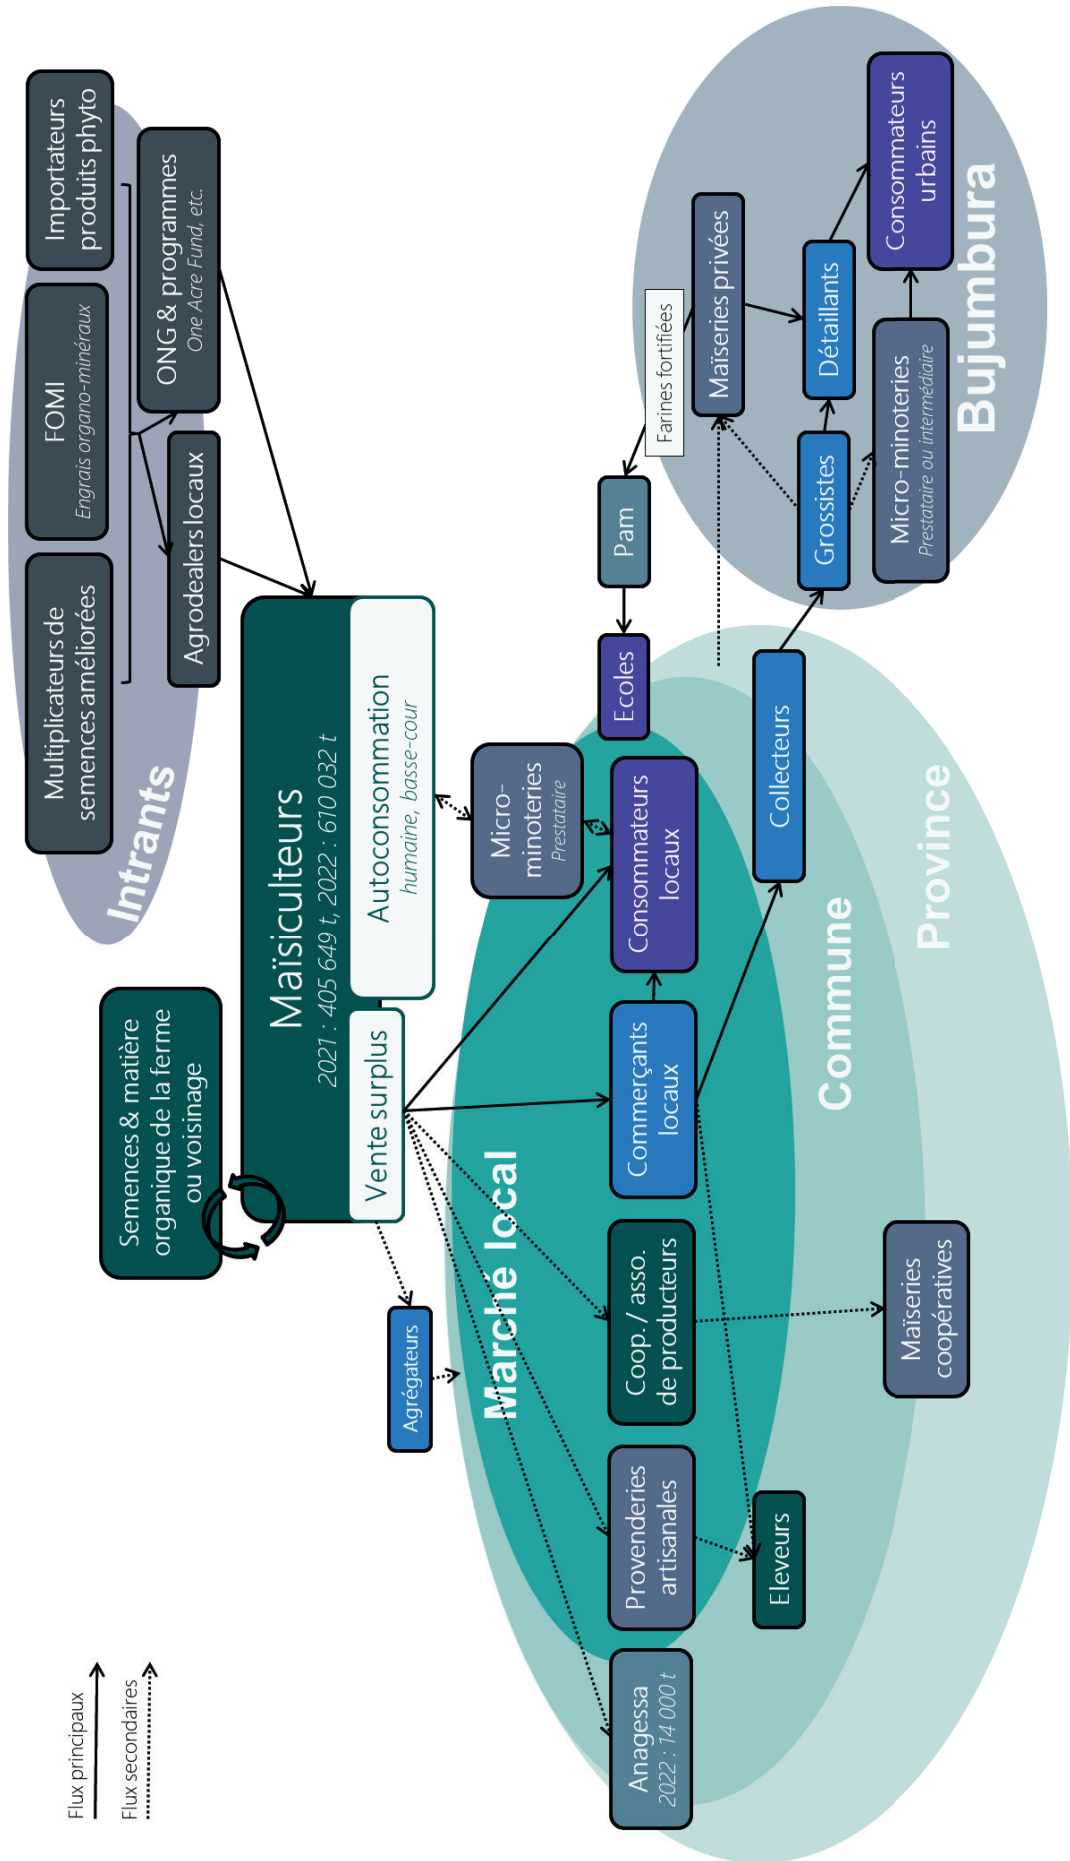 Flux principaux
Flux secondaires
Intrants
Multiplicateurs de
semences améliorées
FOMI
Engrais organo-minéraux
Importateurs
produits phyto
Agrodealers locaux
ONG & programmes
One Acre Fund, etc.
Semences & matière
organique de la ferme
ou voisinage
Maïsiculteurs
2021 : 405 649 t, 2022 : 610 032 t
Vente surplus
Autoconsommation
humaine, basse-cour
Agrégateurs
Marché local
Micro-
minoteries
Prestataire
Anagessa
2022 : 14 000 t
Provenderies
artisanales
Coop. / asso.
de producteurs
Commerçants
locaux
Consommateurs
locaux
Ecoles
Pam
Farines fortifiées
Maïseries privées
Eleveurs
Collecteurs
Grossistes
Détaillants
Commune
Maïseries
coopératives
Province
Micro-minoteries
Prestataire ou intermédiaire
Consommateurs
urbains
Bujumbura